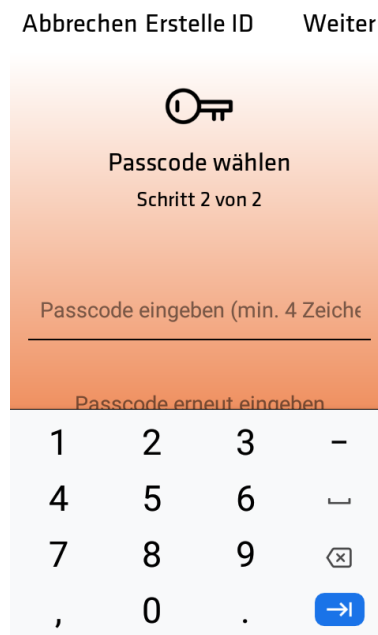 Abbrechen Erstelle ID Weiter
Passcode wählen
Schritt 2 von 2
Passcode eingeben (min. 4 Zeiche
Passcode erneut eingeben
1 2 3 –
4 5 6
7 8 9
, 0 .